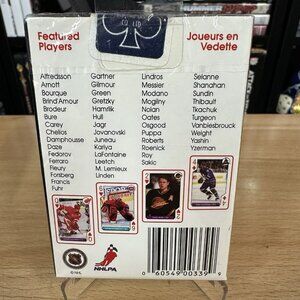 Featured
Players
Joueurs en
Vedette
CO., LTD
Alfredsson
Arnott
Bourque
Brind'Amour
Brodeur
Bure
Carey
Chelios
Damphousse
Daze
Fedorov
Ferraro
Fleury
Forsberg
Francis
Fuhr
Gartner
Gilmour
Green
Gretzky
Hamrlik
Hull
Jagr
Jovanovski
Juneau
Kariya
LaFontaine
Leetch
M. Lemieux
Linden
Lindros
Messier
Modano
Mogilny
Nolan
Oates
Osgood
Puppa
Roberts
Roenick
Roy
Sakic
Selanne
Shanahan
Sundin
Thibault
Tkachuk
Turgeon
Vanbiesbrouck
Weight
Yashin
Yzerman
NHLPA
0 60549 00339 9